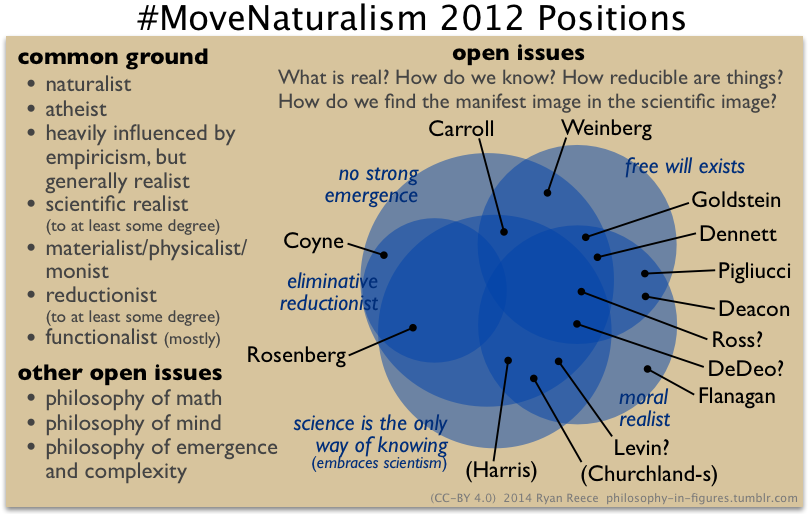 #MoveNaturalism 2012 Positions
common ground
• naturalist
• atheist
• heavily influenced by
empiricism, but
generally realist
• scientific realist
(to at least some degree)
• materialist/physicalist/
monist
• reductionist
(to at least some degree)
• functionalist (mostly)
other open issues
• philosophy of math
• philosophy of mind
• philosophy of emergence
and complexity
open issues
What is real? How do we know? How reducible are things?
How do we find the manifest image in the scientific image?
Carroll
Weinberg
no strong
emergence
free will exists
Goldstein
Dennett
Coyne
Pigliucci
eliminative
reductionist
Deacon
Ross?
Rosenberg
DeDeo?
Flanagan
moral
realist
science is the only
way of knowing
(embraces scientism)
Levin?
(Harris)
(Churchland-s)
(CC-BY 4.0) 2014 Ryan Reece philosophy-in-figures.tumblr.com